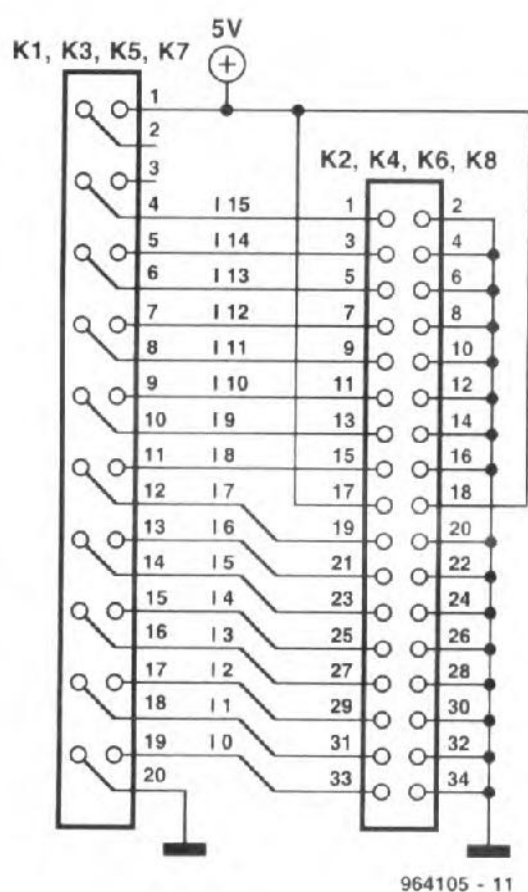 5V
K1, K3, K5, K7
K2, K4, K6, K8
1
2
3
4 I 15 1 2
5 I 14 3 4
6 I 13 5 6
7 I 12 7 8
8 I 11 9 10
9 I 10 11 12
10 I 9 13 14
11 I 8 15 16
12 I 7 17 18
13 I 6 19 20
14 I 5 21 22
15 I 4 23 24
16 I 3 25 26
17 I 2 27 28
18 I 1 29 30
19 I 0 31 32
20 33 34
964105 - 11